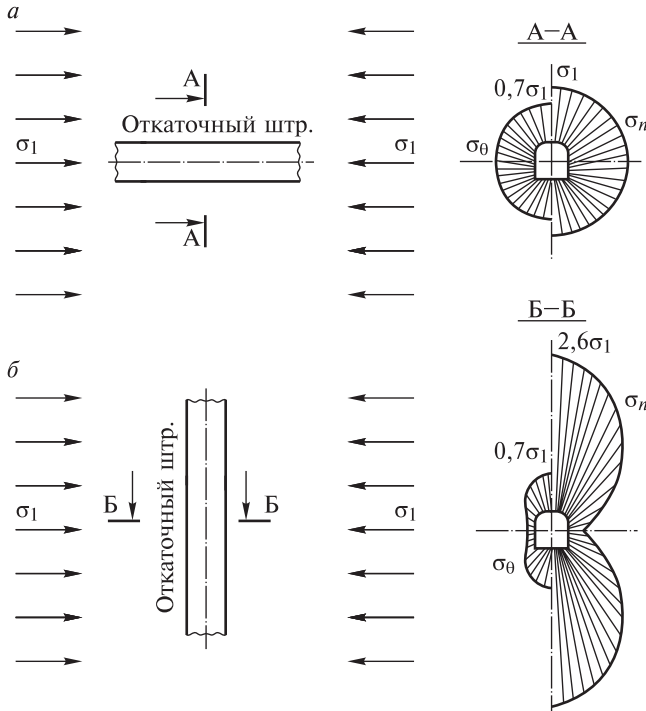 а
А–А
А
σ1
0,7σ1
Откаточный штр.
σn
σ1
σ1
σθ
А
Б–Б
2,6σ1
б
σn
Откаточный штр.
0,7σ1
Б
Б
σ1
σ1
σθ